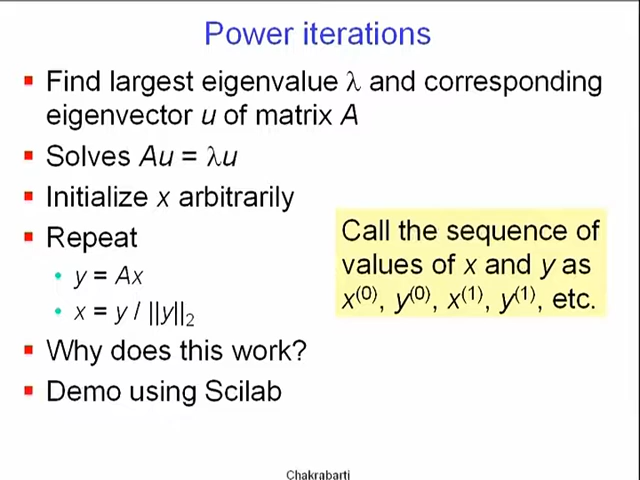 Power iterations
Find largest eigenvalue λ and corresponding
eigenvector u of matrix A
Solves Au = λu
Initialize x arbitrarily
Repeat
y = Ax
x = y / ||y||₂
Call the sequence of
values of x and y as
x⁽⁰⁾, y⁽⁰⁾, x⁽¹⁾, y⁽¹⁾, etc.
Why does this work?
Demo using Scilab
Chakrabarti